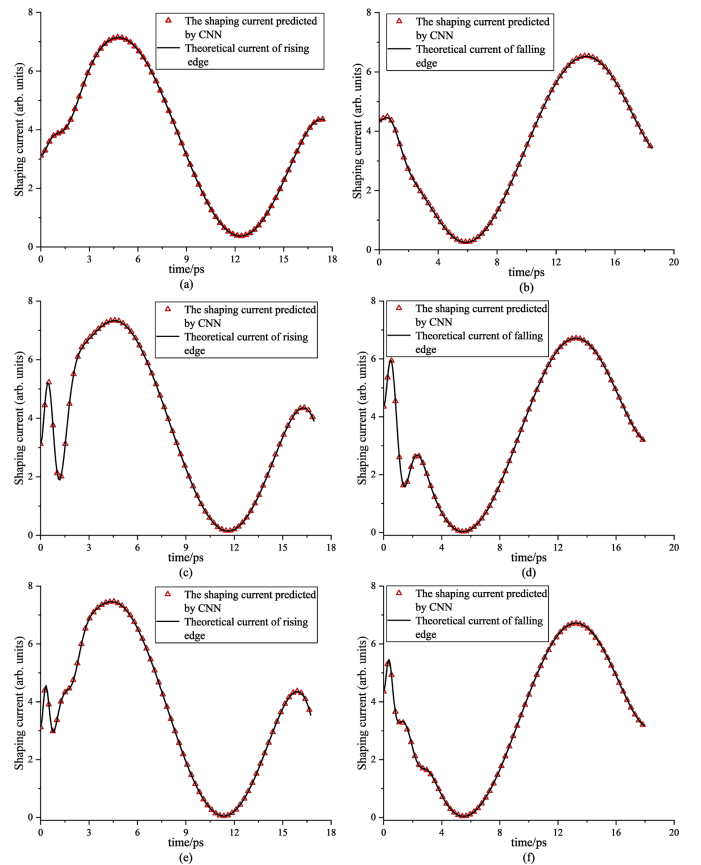 The shaping current predicted
by CNN
Theoretical current of rising
edge
Shaping current (arb. units)
8
6
4
2
0
0 3 6 9 12 15 18
time/ps
(a)
The shaping current predicted
by CNN
Theoretical current of falling
edge
Shaping current (arb. units)
8
6
4
2
0
0 4 8 12 16 20
time/ps
(b)
The shaping current predicted
by CNN
Theoretical current of rising
edge
Shaping current (arb. units)
8
6
4
2
0
0 3 6 9 12 15 18
time/ps
(c)
The shaping current predicted
by CNN
Theoretical current of falling
edge
Shaping current (arb. units)
8
6
4
2
0
0 4 8 12 16 20
time/ps
(d)
The shaping current predicted
by CNN
Theoretical current of rising
edge
Shaping current (arb. units)
8
6
4
2
0
0 3 6 9 12 15 18
time/ps
(e)
The shaping current predicted
by CNN
Theoretical current of falling
edge
Shaping current (arb. units)
8
6
4
2
0
0 4 8 12 16 20
time/ps
(f)